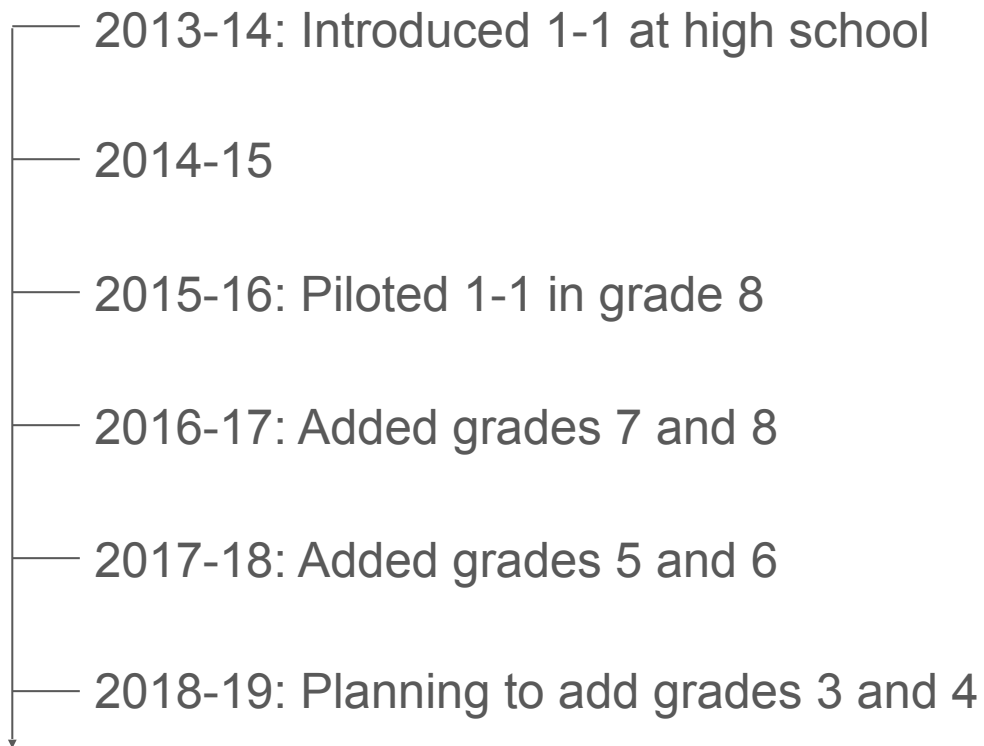 2013-14: Introduced 1-1 at high school
2014-15
2015-16: Piloted 1-1 in grade 8
2016-17: Added grades 7 and 8
2017-18: Added grades 5 and 6
2018-19: Planning to add grades 3 and 4